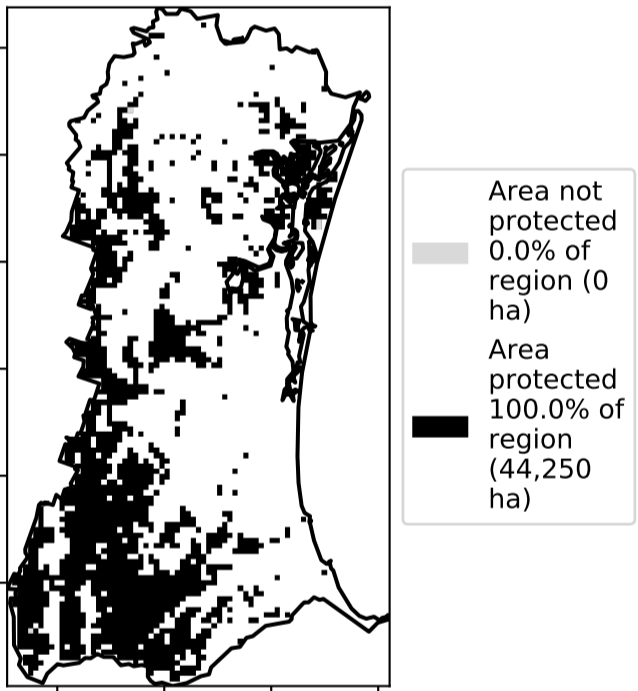 Area not
protected
0.0% of
region (0
ha)
Area
protected
100.0% of
region
(44,250
ha)